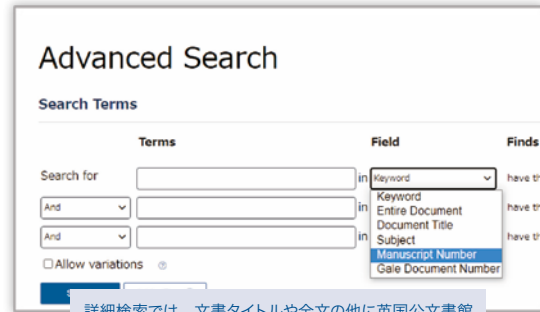 Advanced Search
Search Terms
Terms Field Finds
Search for in Keyword have th
And in Keyword
And in Entire Document have th
Document Title
Subject
Manuscript Number
Gale Document Number
Allow variations
詳細検索では、文書タイトルや全文の他に英国公文書館